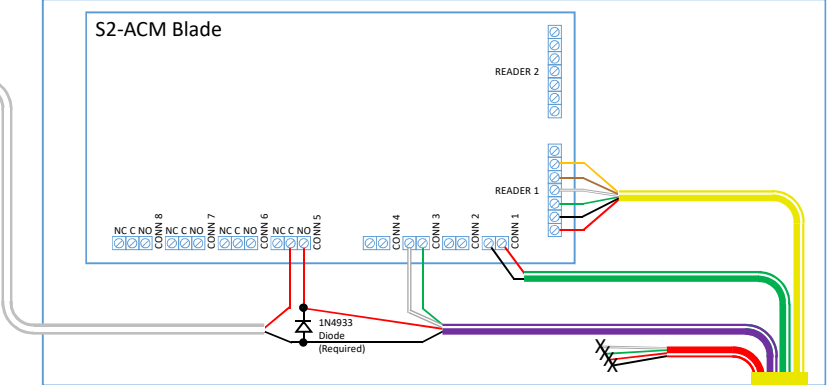 S2-ACM Blade
READER 2
READER 1
NC C NO
CONN 8
NC C NO
CONN 7
NC C NO
CONN 6
NC C NO
CONN 5
CONN 4
CONN 3
CONN 2
CONN 1
1N4933
Diode
(Required)
X
X
X
X